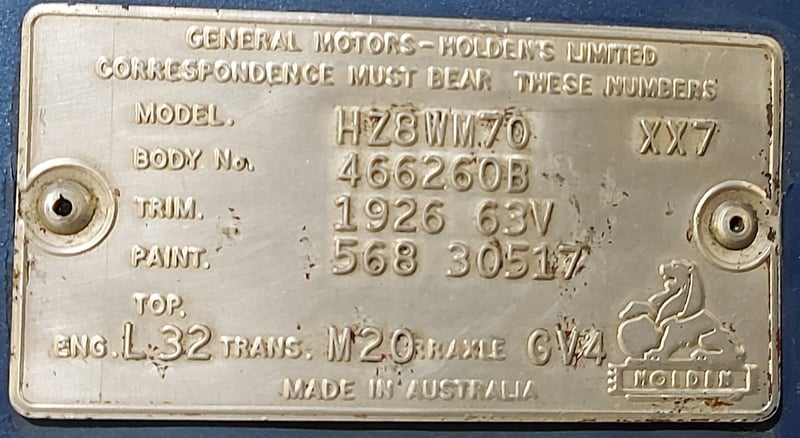 GENERAL MOTORS-HOLDEN'S LIMITED
CORRESPONDENCE MUST BEAR THESE NUMBERS
MODEL. HZ8WM70 XX7
BODY No. 466260B
TRIM. 1926 63V
PAINT. 568 30517
TOP.
ENG. L32 TRANS. M20 RRAXLE GV4
HOLDEN
MADE IN AUSTRALIA